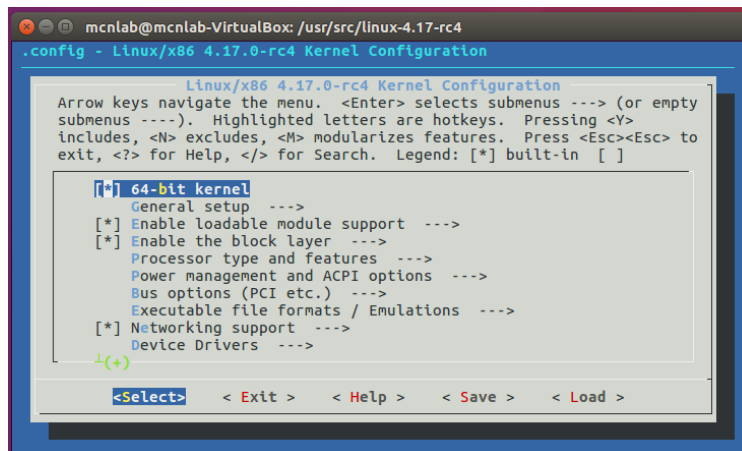 mcnlab@mcnlab-VirtualBox: /usr/src/linux-4.17-rc4
.config - Linux/x86 4.17.0-rc4 Kernel Configuration
Linux/x86 4.17.0-rc4 Kernel Configuration
Arrow keys navigate the menu.  <Enter> selects submenus ---> (or empty
submenus ----).  Highlighted letters are hotkeys.  Pressing <Y>
includes, <N> excludes, <M> modularizes features.  Press <Esc><Esc> to
exit, <?> for Help, </> for Search.  Legend: [*] built-in  [ ]
[*] 64-bit kernel
General setup  --->
[*] Enable loadable module support  --->
[*] Enable the block layer  --->
Processor type and features  --->
Power management and ACPI options  --->
Bus options (PCI etc.)  --->
Executable file formats / Emulations  --->
[*] Networking support  --->
Device Drivers  --->
┴(+)
<Select>    < Exit >    < Help >    < Save >    < Load >